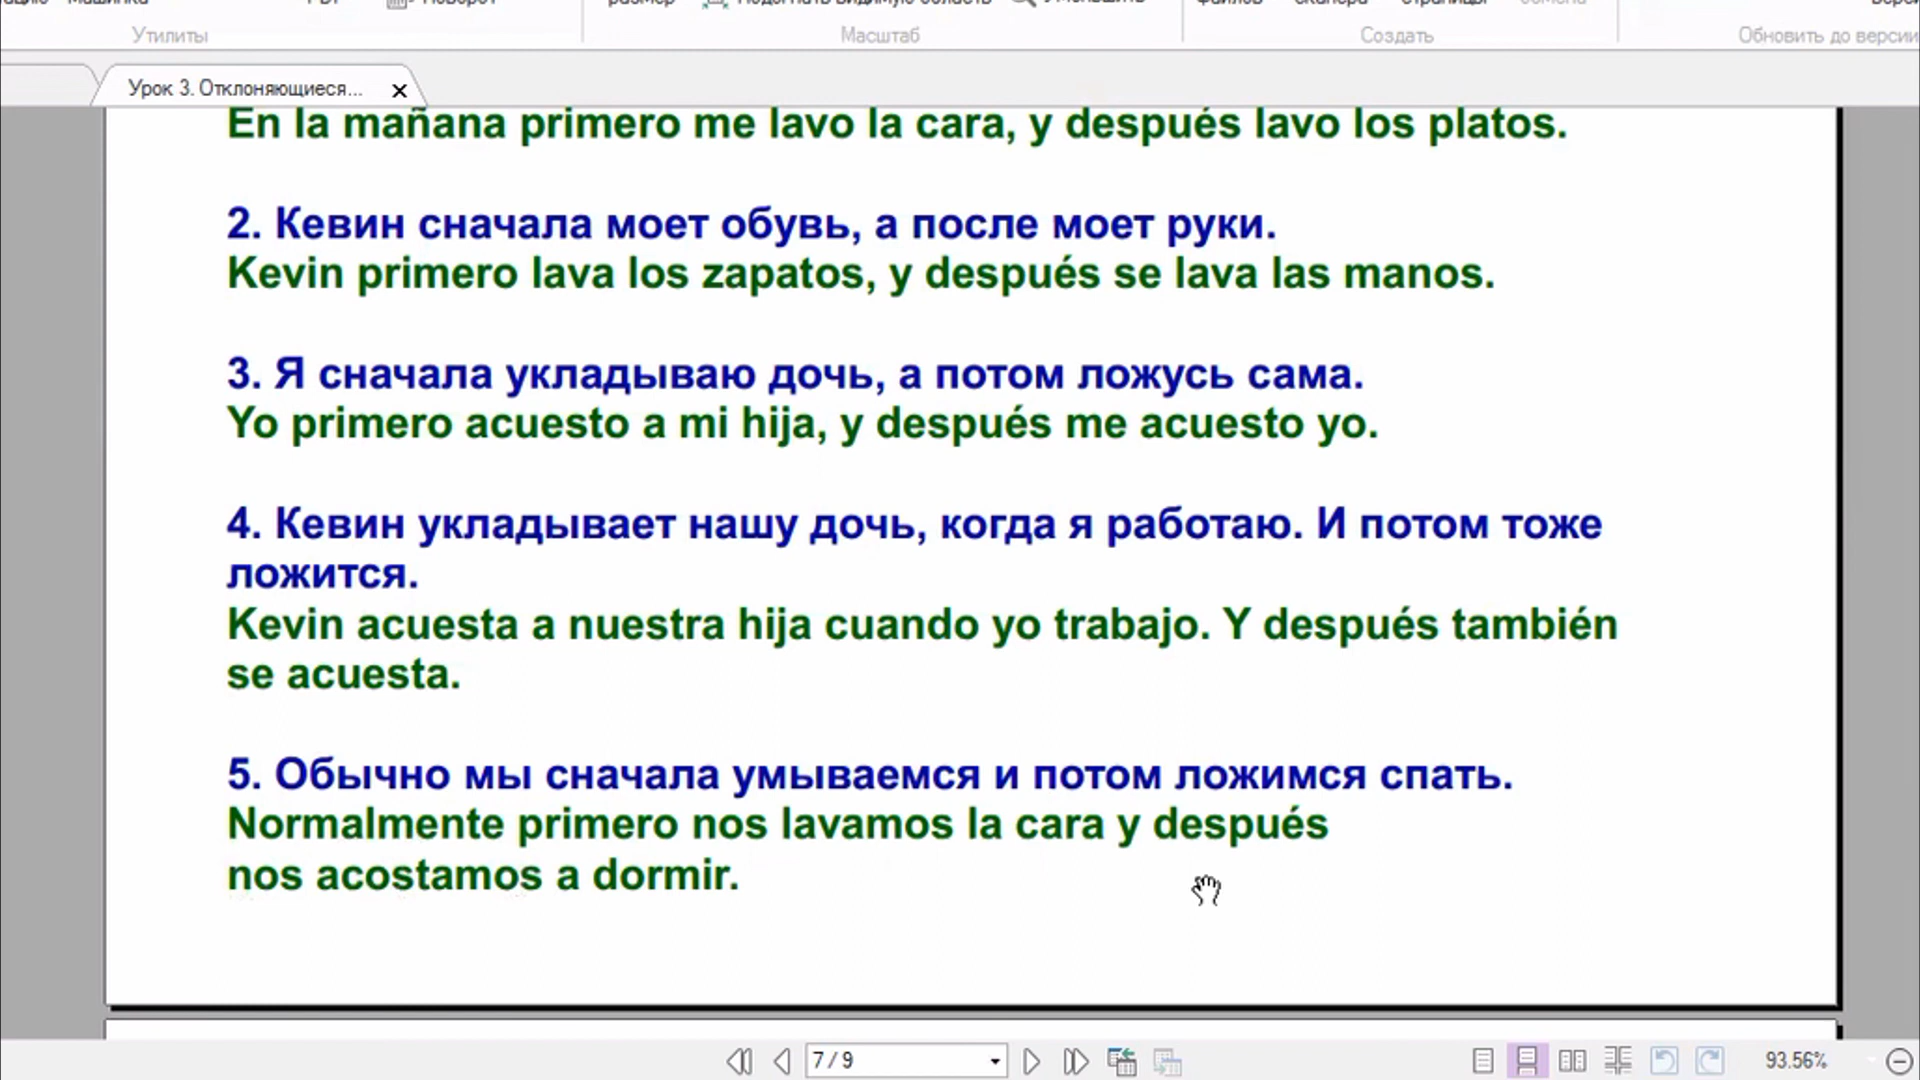 Утилиты
Масштаб
Создать
Обновить до версии
Урок 3. Отклоняющиеся...
En la mañana primero me lavo la cara, y después lavo los platos.
2. Кевин сначала моет обувь, а после моет руки.
Kevin primero lava los zapatos, y después se lava las manos.
3. Я сначала укладываю дочь, а потом ложусь сама.
Yo primero acuesto a mi hija, y después me acuesto yo.
4. Кевин укладывает нашу дочь, когда я работаю. И потом тоже
ложится.
Kevin acuesta a nuestra hija cuando yo trabajo. Y después también
se acuesta.
5. Обычно мы сначала умываемся и потом ложимся спать.
Normalmente primero nos lavamos la cara y después
nos acostamos a dormir.
7 / 9
93.56%